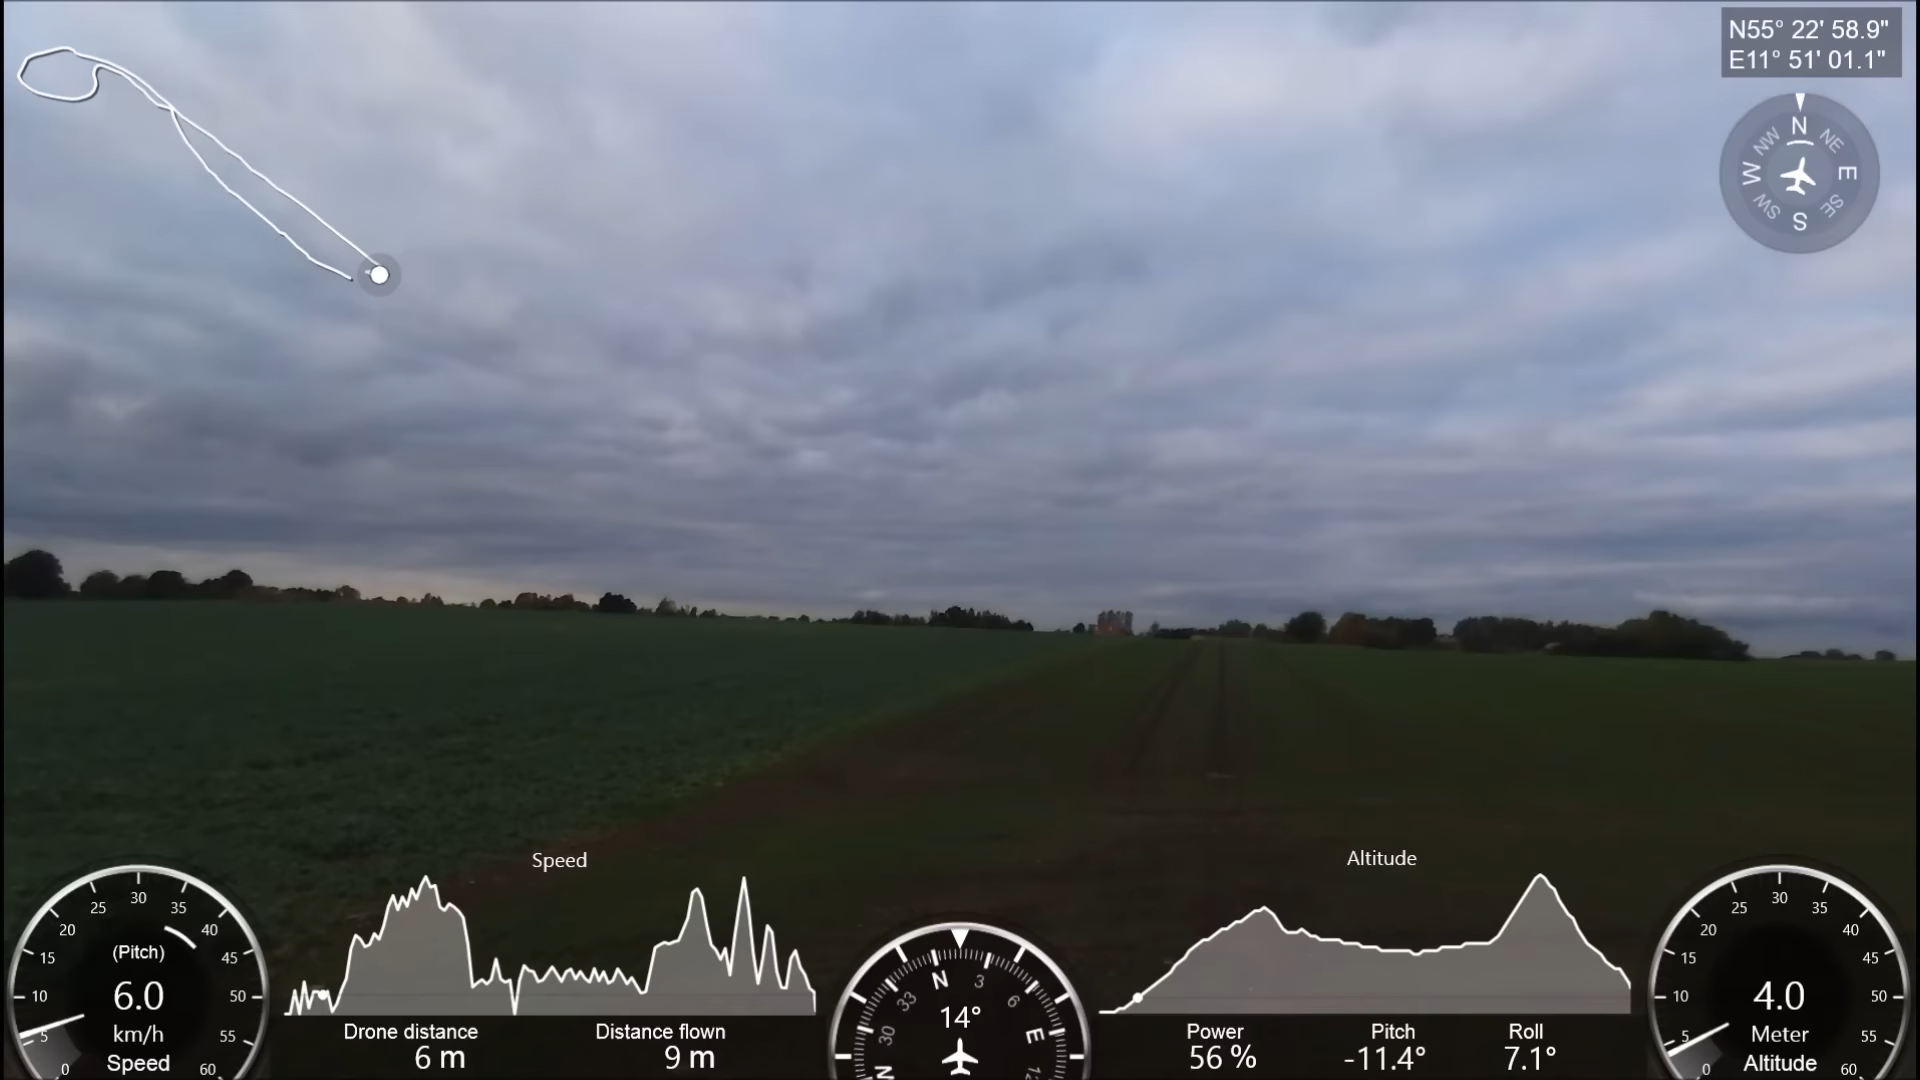 N55° 22' 58.9"
E11° 51' 01.1"
N
NE
E
SE
S
SW
W
NW
Speed
Altitude
0
5
10
15
20
25
30
35
40
45
50
55
60
(Pitch)
6.0
km/h
Speed
Drone distance
6 m
Distance flown
9 m
N
30
33
N
3
6
E
12
14°
Power
56 %
Pitch
-11.4°
Roll
7.1°
0
5
10
15
20
25
30
35
40
45
50
55
60
4.0
Meter
Altitude